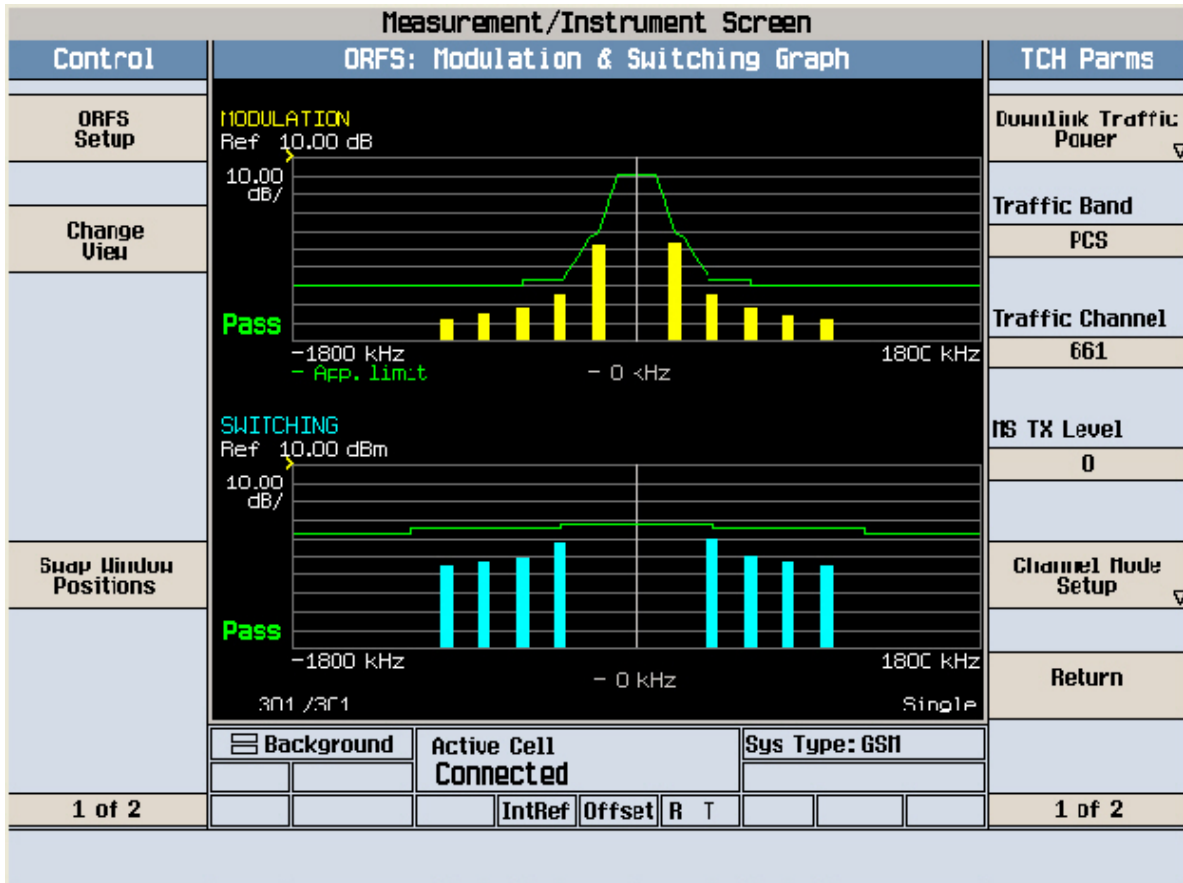 Measurement/Instrument Screen
Control
ORFS: Modulation & Switching Graph
TCH Parms
ORFS
Setup
Change
View
Swap Window
Positions
1 of 2
MODULATION
Ref 10.00 dB
10.00
dB/
Pass
-1800 kHz
1800 kHz
- App. limit
- 0 kHz
SWITCHING
Ref 10.00 dBm
10.00
dB/
Pass
-1800 kHz
1800 kHz
- 0 kHz
301/301
Single
Background
Active Cell
Connected
Sys Type: GSM
IntRef
Offset
R T
Downlink Traffic
Power
Traffic Band
PCS
Traffic Channel
661
MS TX Level
0
Channel Mode
Setup
Return
1 of 2